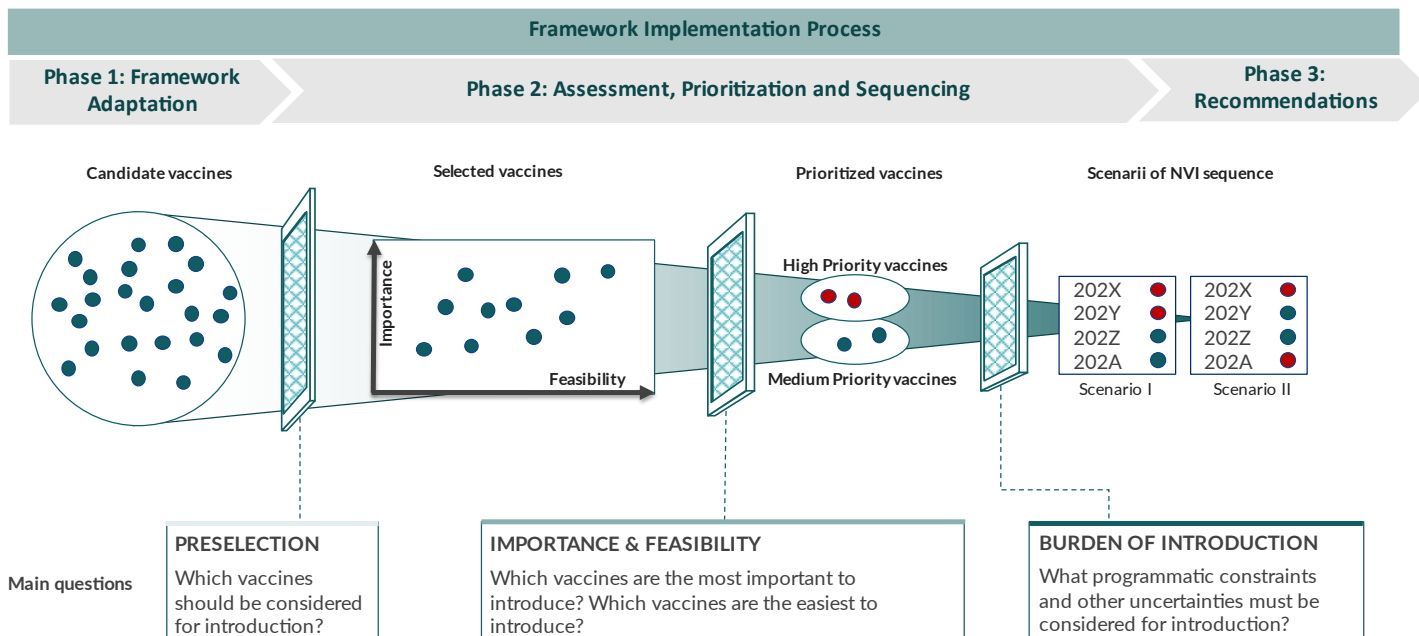 Framework Implementation Process
Phase 1: Framework
Adaptation
Phase 2: Assessment, Prioritization and Sequencing
Phase 3:
Recommendations
Candidate vaccines
Selected vaccines
Prioritized vaccines
Scenarii of NVI sequence
Importance
Feasibility
High Priority vaccines
Medium Priority vaccines
202X
202Y
202Z
202A
Scenario I
202X
202Y
202Z
202A
Scenario II
Main questions
PRESELECTION
Which vaccines
should be considered
for introduction?
IMPORTANCE & FEASIBILITY
Which vaccines are the most important to
introduce? Which vaccines are the easiest to
introduce?
BURDEN OF INTRODUCTION
What programmatic constraints
and other uncertainties must be
considered for introduction?